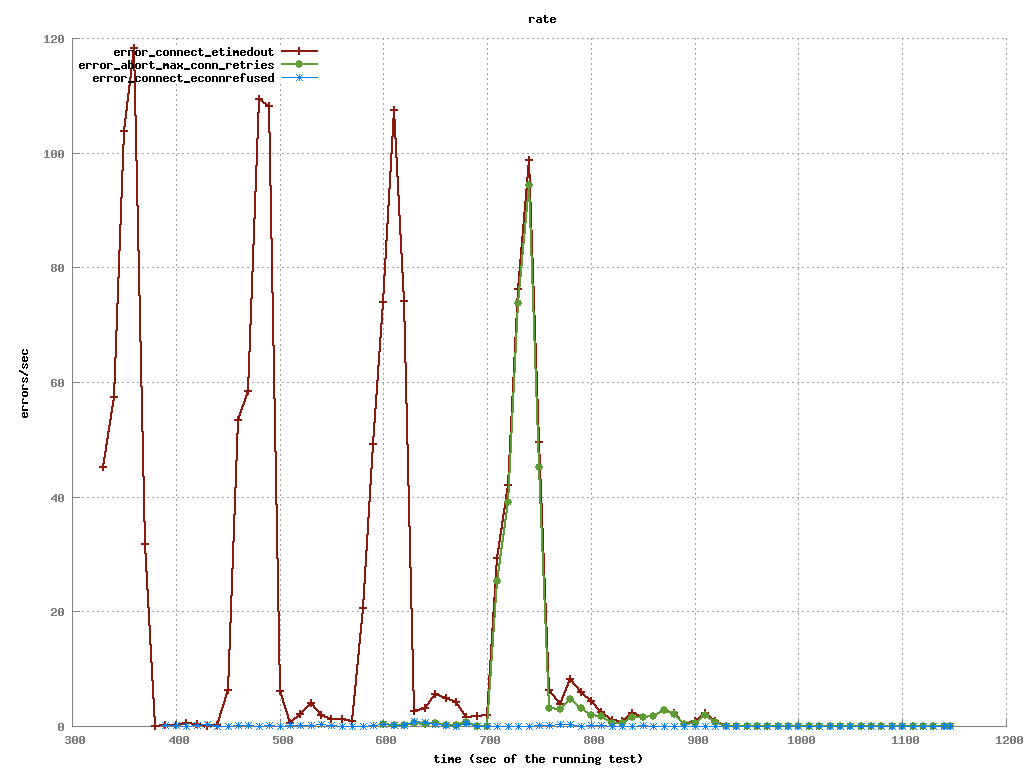 rate
120
error_connect_etimedout
error_abort_max_conn_retries
error_connect_econnrefused
100
80
60
40
20
0
errors/sec
300 400 500 600 700 800 900 1000 1100 1200
time (sec of the running test)